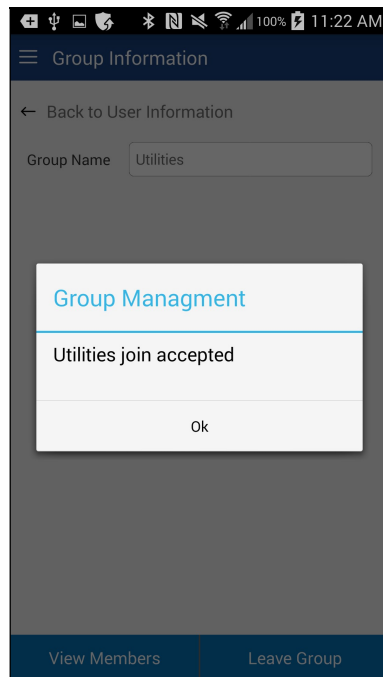 100% 11:22 AM
Group Information
← Back to User Information
Group Name Utilities
Group Managment
Utilities join accepted
Ok
View Members Leave Group